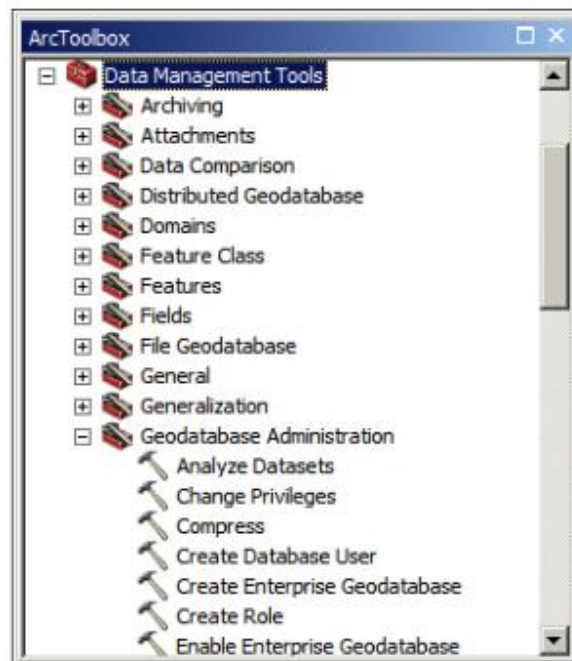 ArcToolbox
Data Management Tools
Archiving
Attachments
Data Comparison
Distributed Geodatabase
Domains
Feature Class
Features
Fields
File Geodatabase
General
Generalization
Geodatabase Administration
Analyze Datasets
Change Privileges
Compress
Create Database User
Create Enterprise Geodatabase
Create Role
Enable Enterprise Geodatabase